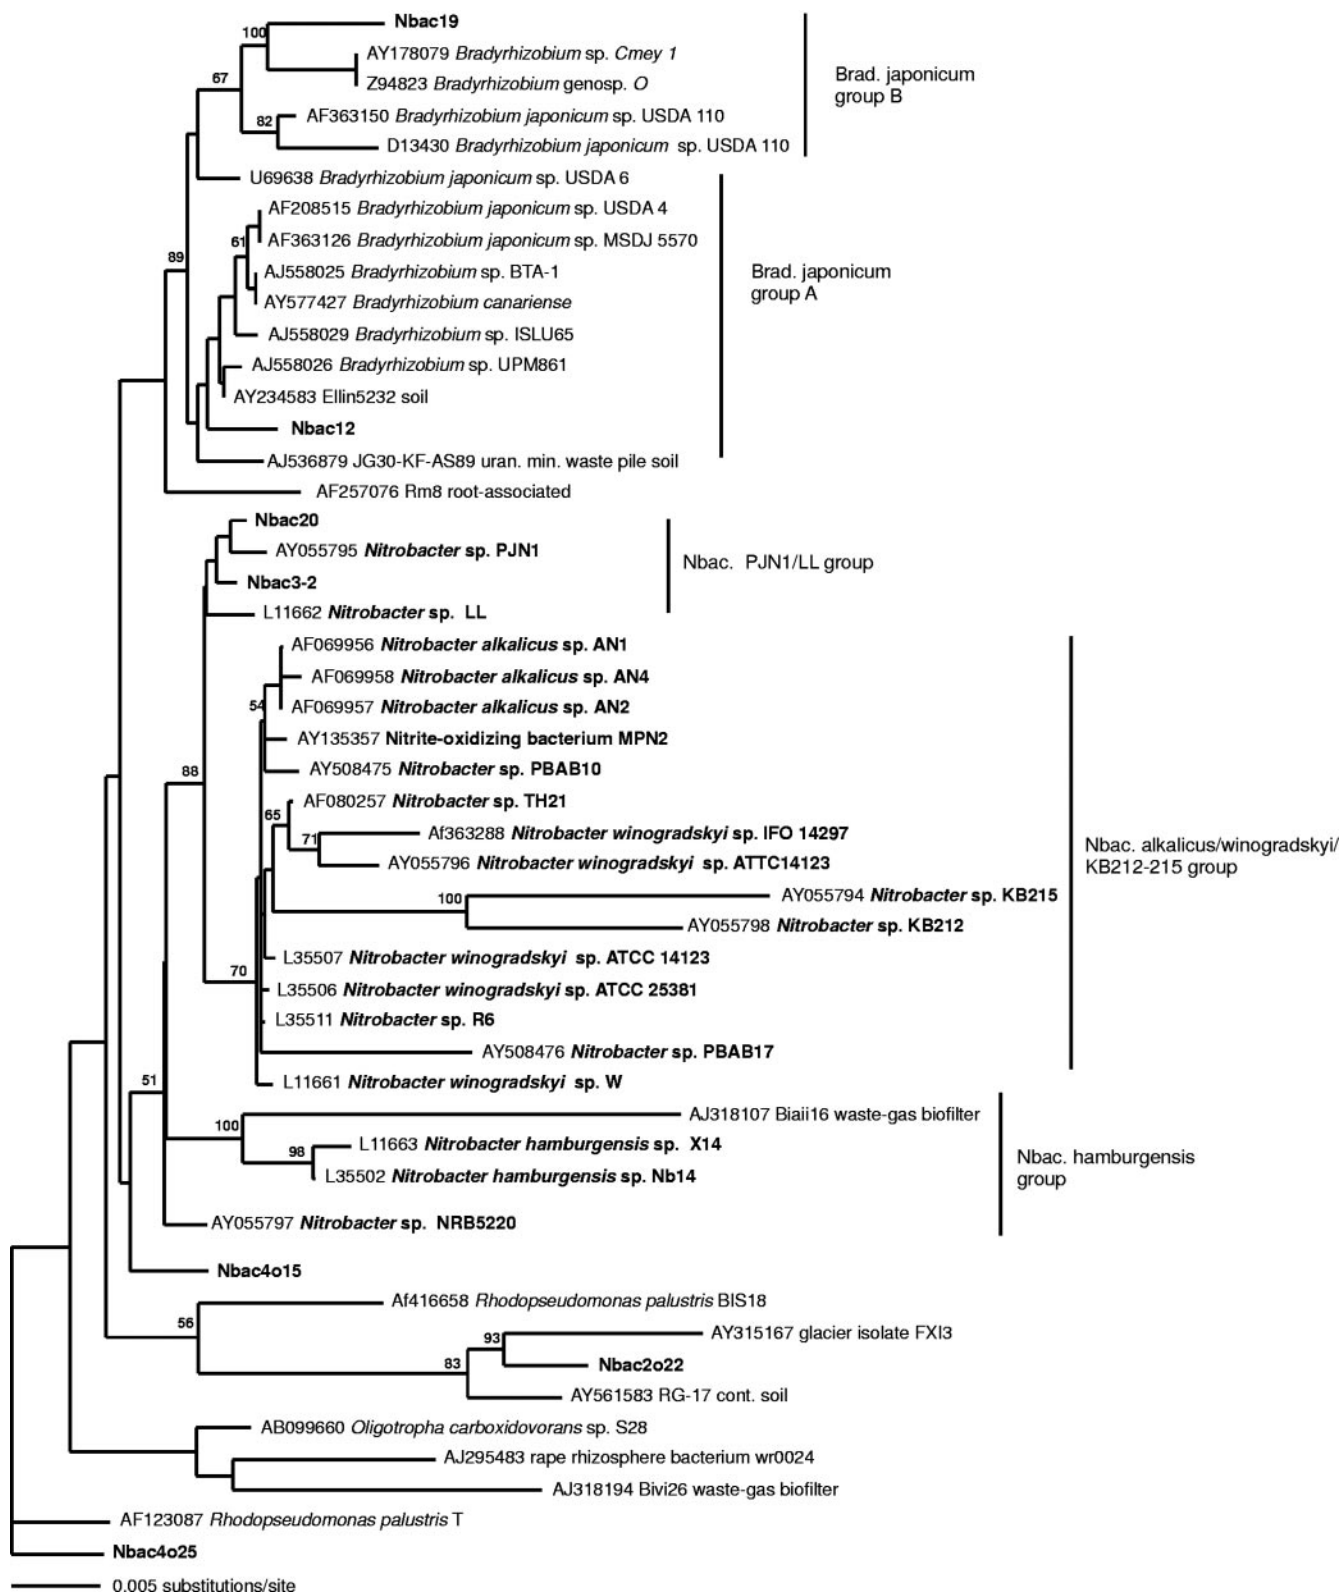 Nbac19
100
AY178079 Bradyrhizobium sp. Cmey 1
Z94823 Bradyrhizobium genosp. O
67
Brad. japonicum
group B
AF363150 Bradyrhizobium japonicum sp. USDA 110
82
D13430 Bradyrhizobium japonicum sp. USDA 110
U69638 Bradyrhizobium japonicum sp. USDA 6
AF208515 Bradyrhizobium japonicum sp. USDA 4
61
AF363126 Bradyrhizobium japonicum sp. MSDJ 5570
89
AJ558025 Bradyrhizobium sp. BTA-1
Brad. japonicum
group A
AY577427 Bradyrhizobium canariense
AJ558029 Bradyrhizobium sp. ISLU65
AJ558026 Bradyrhizobium sp. UPM861
AY234583 Ellin5232 soil
Nbac12
AJ536879 JG30-KF-AS89 uran. min. waste pile soil
AF257076 Rm8 root-associated
Nbac20
AY055795 Nitrobacter sp. PJN1
Nbac. PJN1/LL group
Nbac3-2
L11662 Nitrobacter sp. LL
AF069956 Nitrobacter alkalicus sp. AN1
AF069958 Nitrobacter alkalicus sp. AN4
54
AF069957 Nitrobacter alkalicus sp. AN2
AY135357 Nitrite-oxidizing bacterium MPN2
88
AY508475 Nitrobacter sp. PBAB10
AF080257 Nitrobacter sp. TH21
65
Af363288 Nitrobacter winogradskyi sp. IFO 14297
71
AY055796 Nitrobacter winogradskyi sp. ATTC14123
Nbac. alkalicus/winogradskyi/
KB212-215 group
AY055794 Nitrobacter sp. KB215
100
AY055798 Nitrobacter sp. KB212
L35507 Nitrobacter winogradskyi sp. ATCC 14123
70
L35506 Nitrobacter winogradskyi sp. ATCC 25381
L35511 Nitrobacter sp. R6
AY508476 Nitrobacter sp. PBAB17
51
L11661 Nitrobacter winogradskyi sp. W
AJ318107 Biaii16 waste-gas biofilter
100
L11663 Nitrobacter hamburgensis sp. X14
98
Nbac. hamburgensis
group
L35502 Nitrobacter hamburgensis sp. Nb14
AY055797 Nitrobacter sp. NRB5220
Nbac4o15
Af416658 Rhodopseudomonas palustris BIS18
56
AY315167 glacier isolate FXI3
93
83
Nbac2o22
AY561583 RG-17 cont. soil
AB099660 Oligotropha carboxidovorans sp. S28
AJ295483 rape rhizosphere bacterium wr0024
AJ318194 Bivi26 waste-gas biofilter
AF123087 Rhodopseudomonas palustris T
Nbac4o25
0.005 substitutions/site